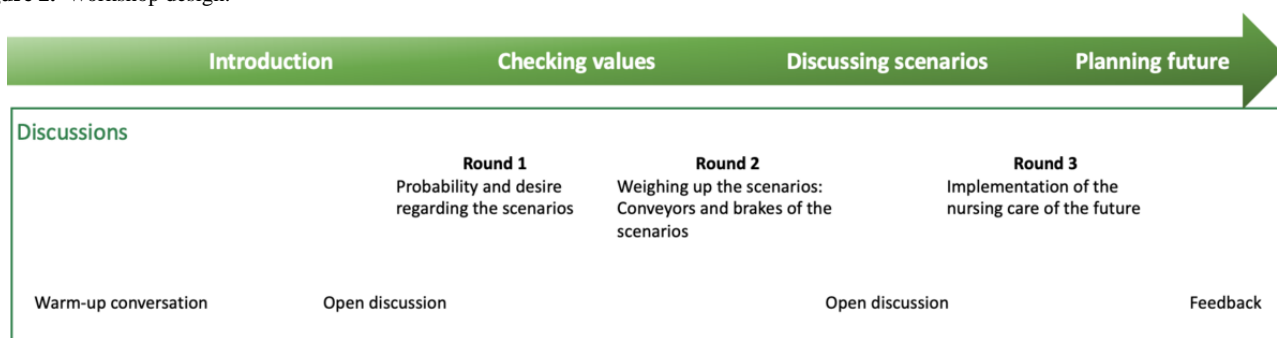 Workshop design.
Introduction Checking values Discussing scenarios Planning future
Discussions
Round 1
Probability and desire
regarding the scenarios
Round 2
Weighing up the scenarios:
Conveyors and brakes of the
scenarios
Round 3
Implementation of the
nursing care of the future
Warm-up conversation Open discussion Open discussion Feedback